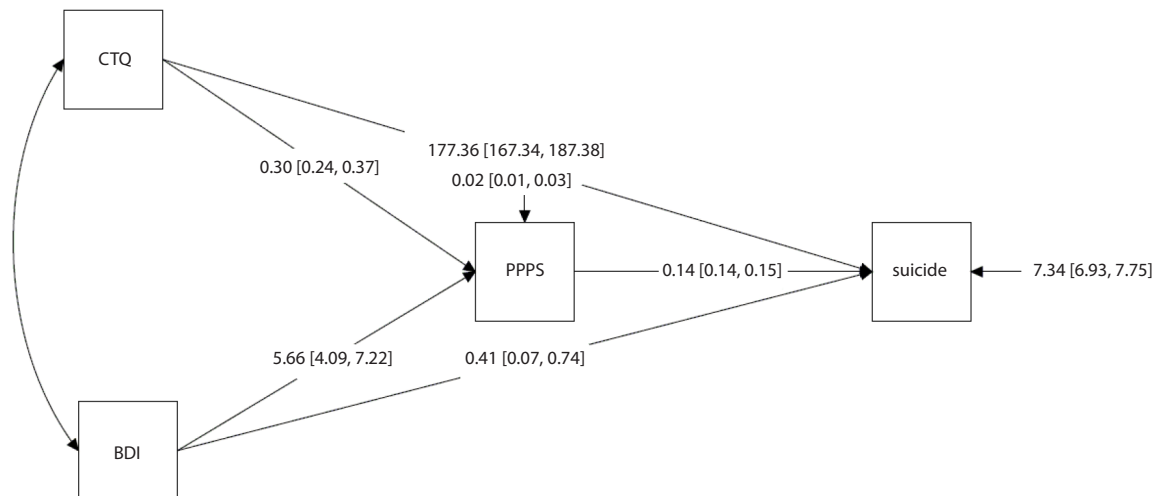 CTQ
177.36 [167.34, 187.38]
0.30 [0.24, 0.37]
0.02 [0.01, 0.03]
PPPS
0.14 [0.14, 0.15]
suicide
7.34 [6.93, 7.75]
5.66 [4.09, 7.22]
0.41 [0.07, 0.74]
BDI